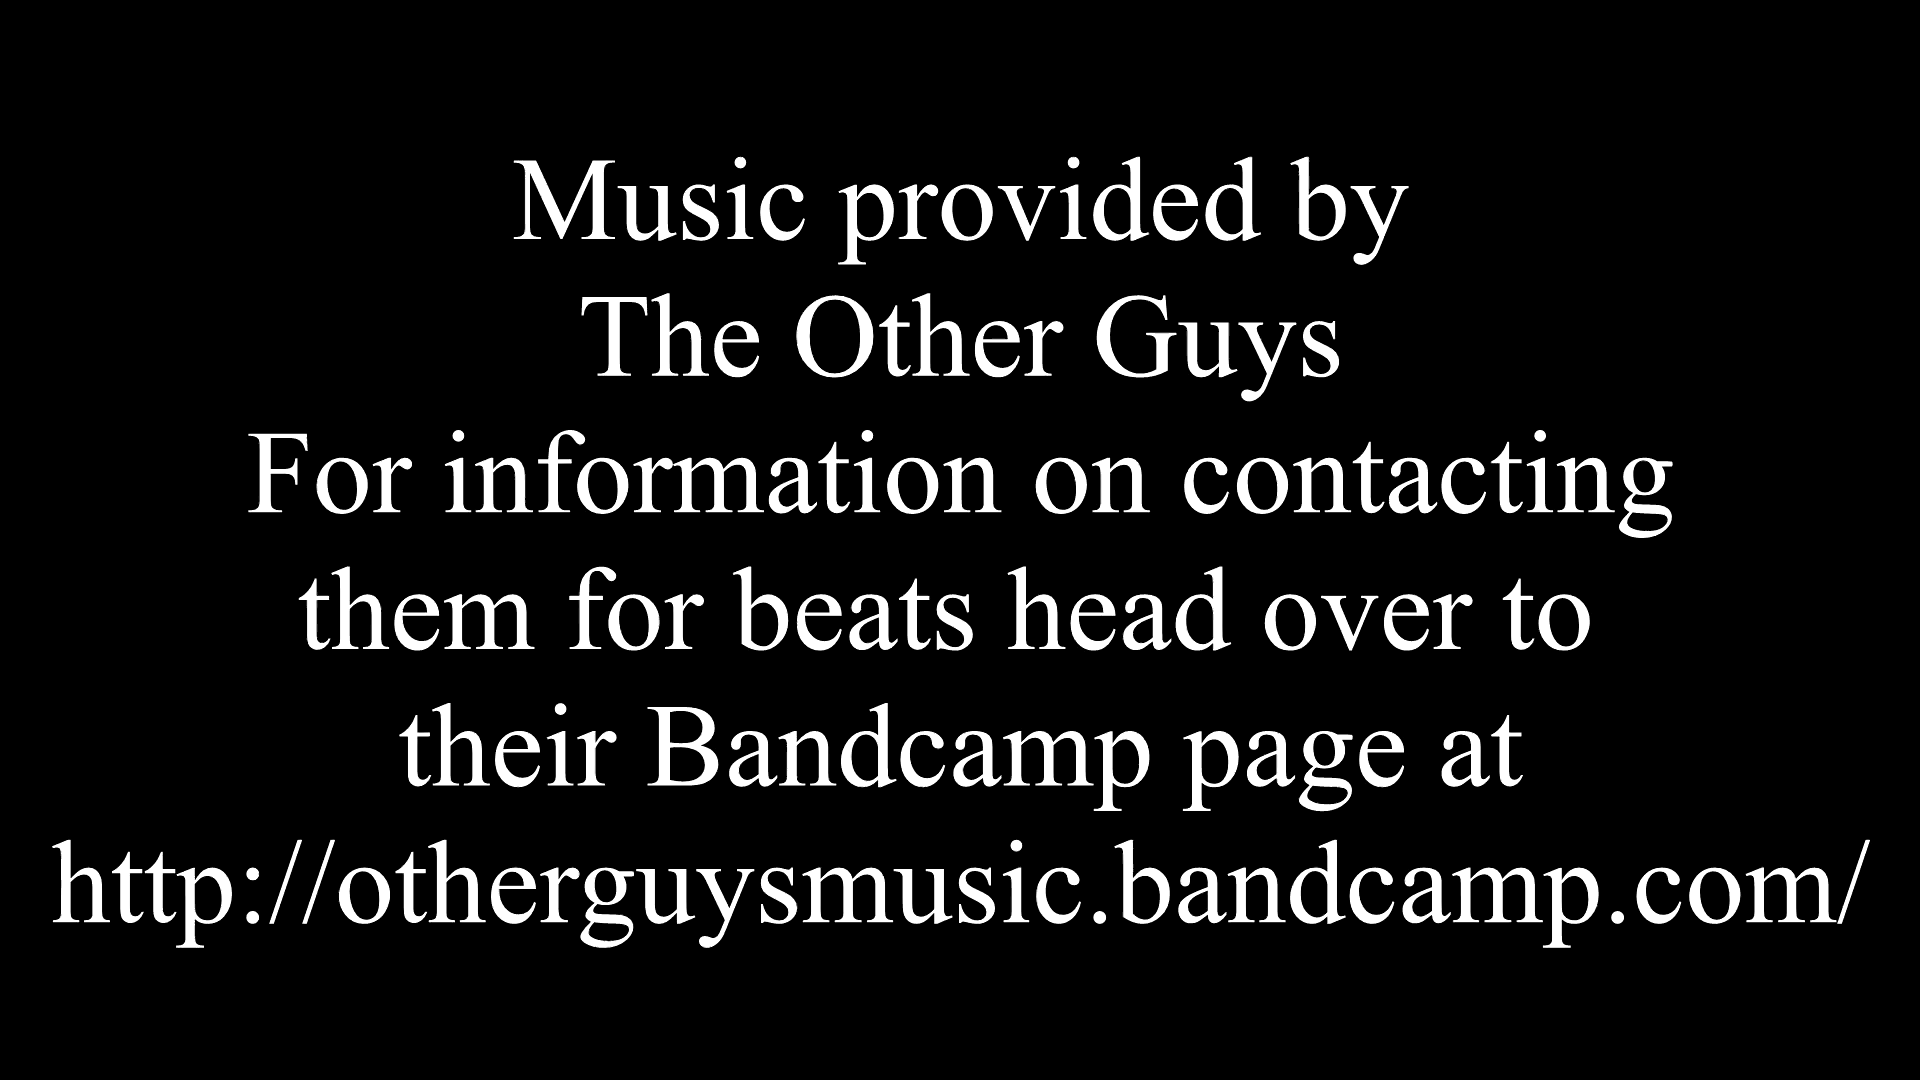 Music provided by
The Other Guys
For information on contacting
them for beats head over to
their Bandcamp page at
http://otherguysmusic.bandcamp.com/